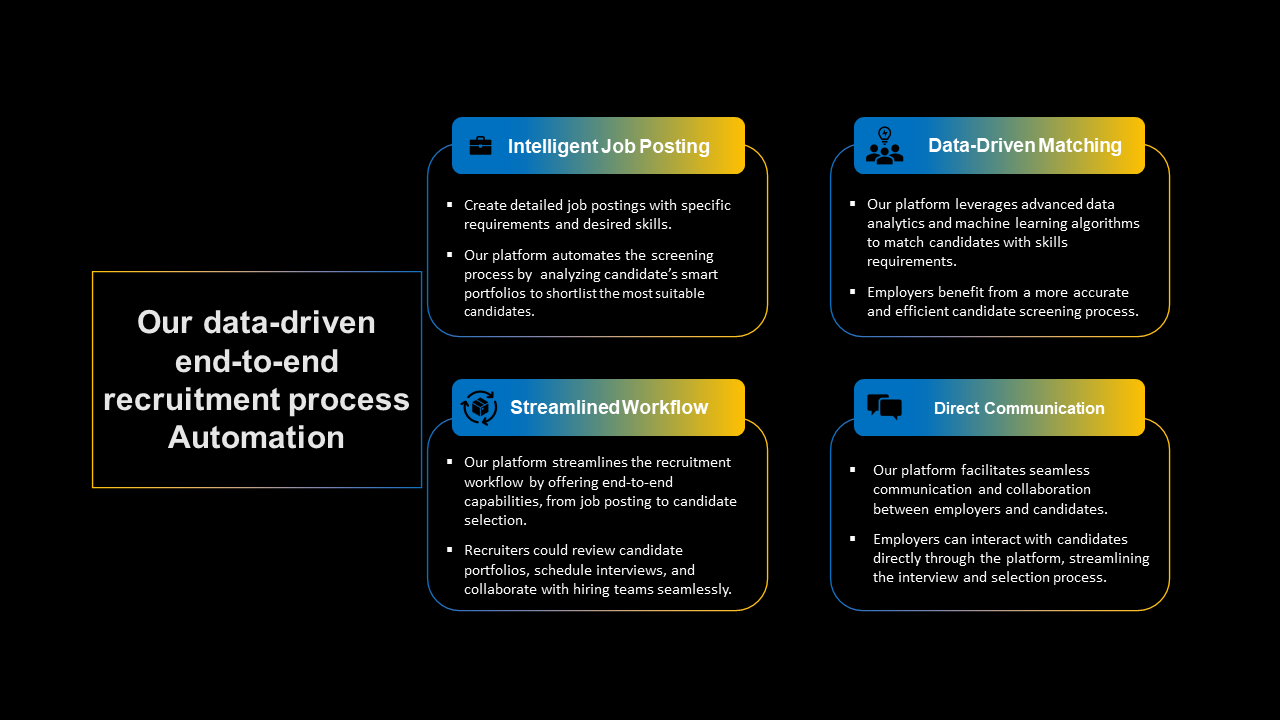 Our data-driven
end-to-end
recruitment process
Automation
Intelligent Job Posting
▪ Create detailed job postings with specific
requirements and desired skills.
▪ Our platform automates the screening
process by analyzing candidate’s smart
portfolios to shortlist the most suitable
candidates.
Data-Driven Matching
▪ Our platform leverages advanced data
analytics and machine learning algorithms
to match candidates with skills
requirements.
▪ Employers benefit from a more accurate
and efficient candidate screening process.
Streamlined Workflow
▪ Our platform streamlines the recruitment
workflow by offering end-to-end
capabilities, from job posting to candidate
selection.
▪ Recruiters could review candidate
portfolios, schedule interviews, and
collaborate with hiring teams seamlessly.
Direct Communication
▪ Our platform facilitates seamless
communication and collaboration
between employers and candidates.
▪ Employers can interact with candidates
directly through the platform, streamlining
the interview and selection process.